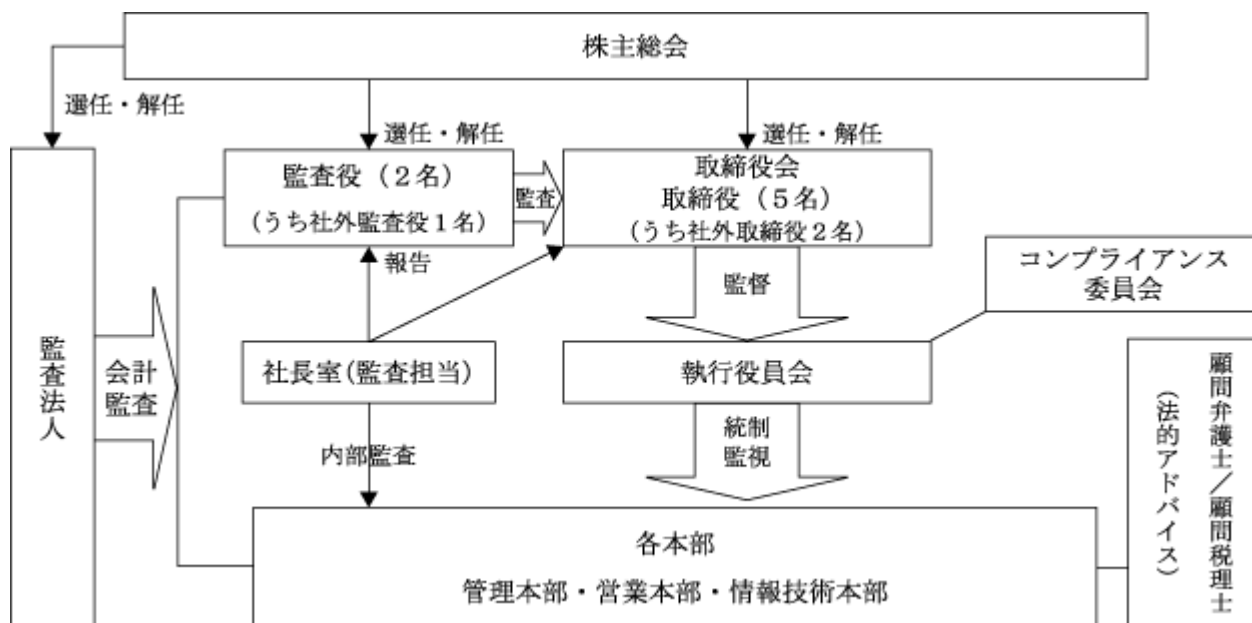 株主総会
選任・解任
選任・解任
選任・解任
監査役（２名）
（うち社外監査役１名）
監査
取締役会
取締役（５名）
（うち社外取締役２名）
報告
監督
コンプライアンス
委員会
監査法人
会計
監査
社長室（監査担当）
執行役員会
内部監査
統制
監視
顧問弁護士／顧問税理士
（法的アドバイス）
各本部
管理本部・営業本部・情報技術本部